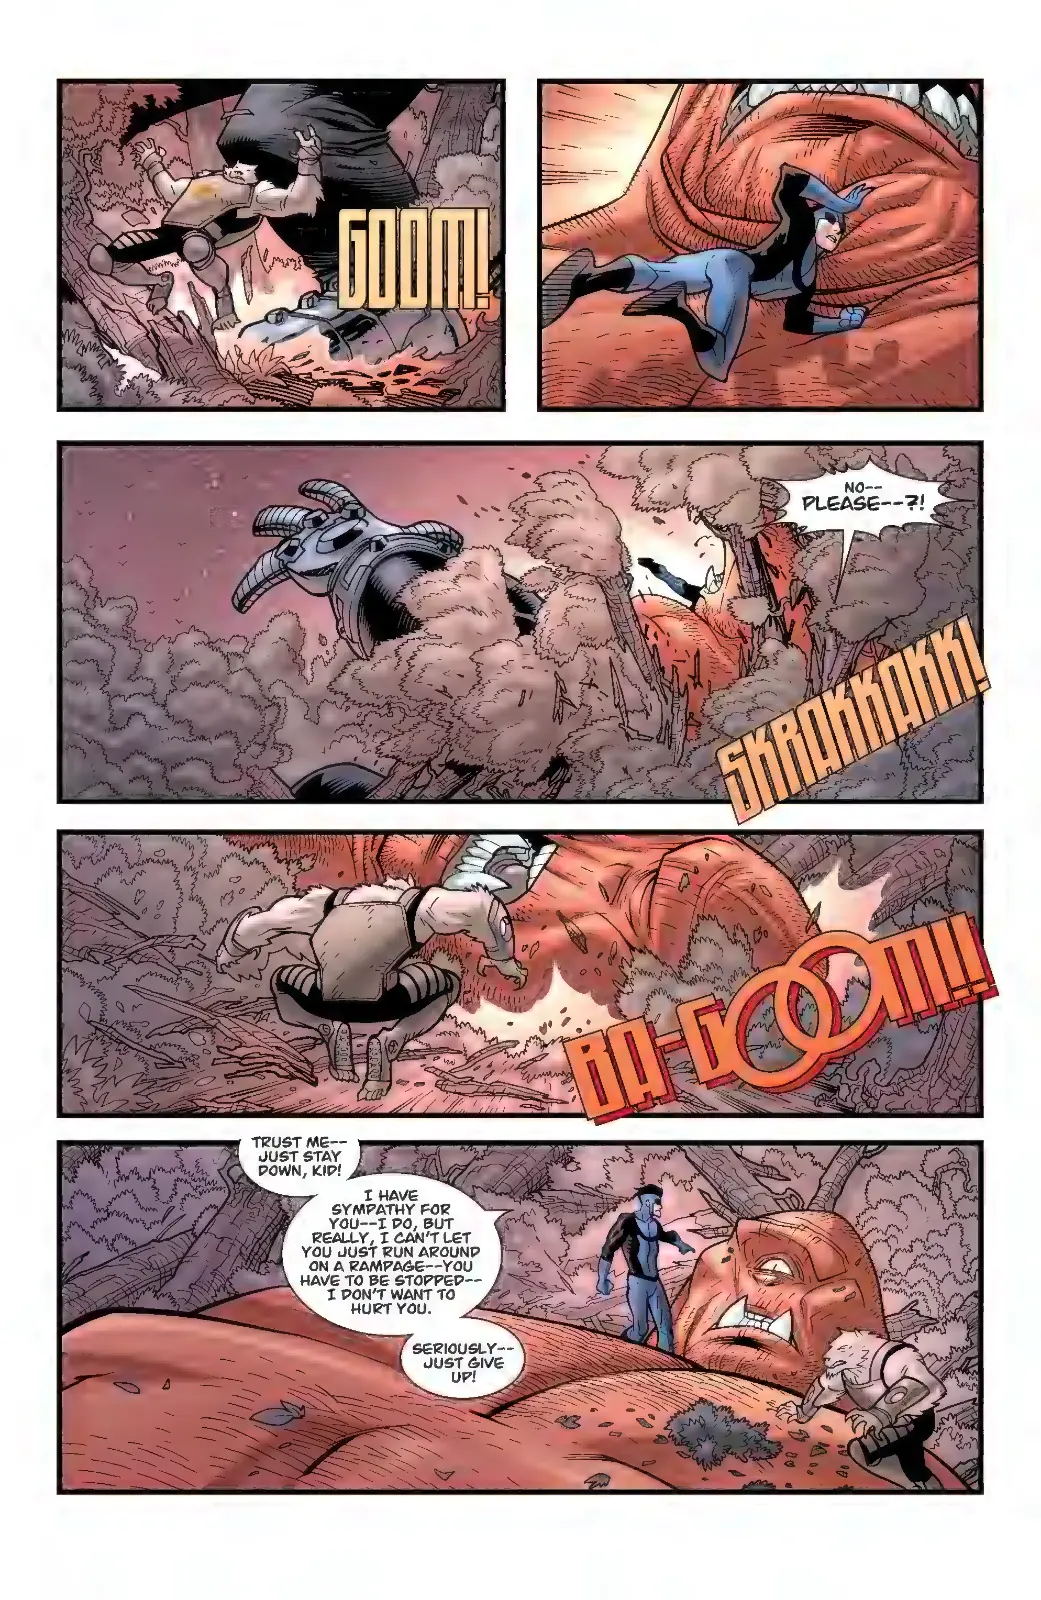 GOOM!
NO--
PLEASE--?!
SKRAKKAKK!
BA-GOOOM!!
TRUST ME--
JUST STAY
DOWN, KID!
I HAVE
SYMPATHY FOR
YOU--I DO, BUT
REALLY, I CAN'T LET
YOU JUST RUN AROUND
ON A RAMPAGE--YOU
HAVE TO BE STOPPED--
I DON'T WANT TO
HURT YOU.
SERIOUSLY--
JUST GIVE
UP!